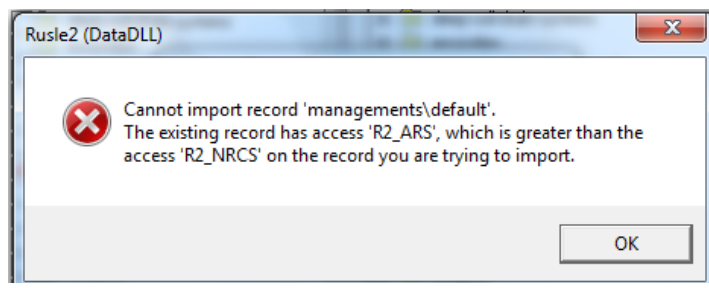 Rusle2 (DataDLL)
Cannot import record 'managements\default'.
The existing record has access 'R2_ARS', which is greater than the
access 'R2_NRCS' on the record you are trying to import.
OK